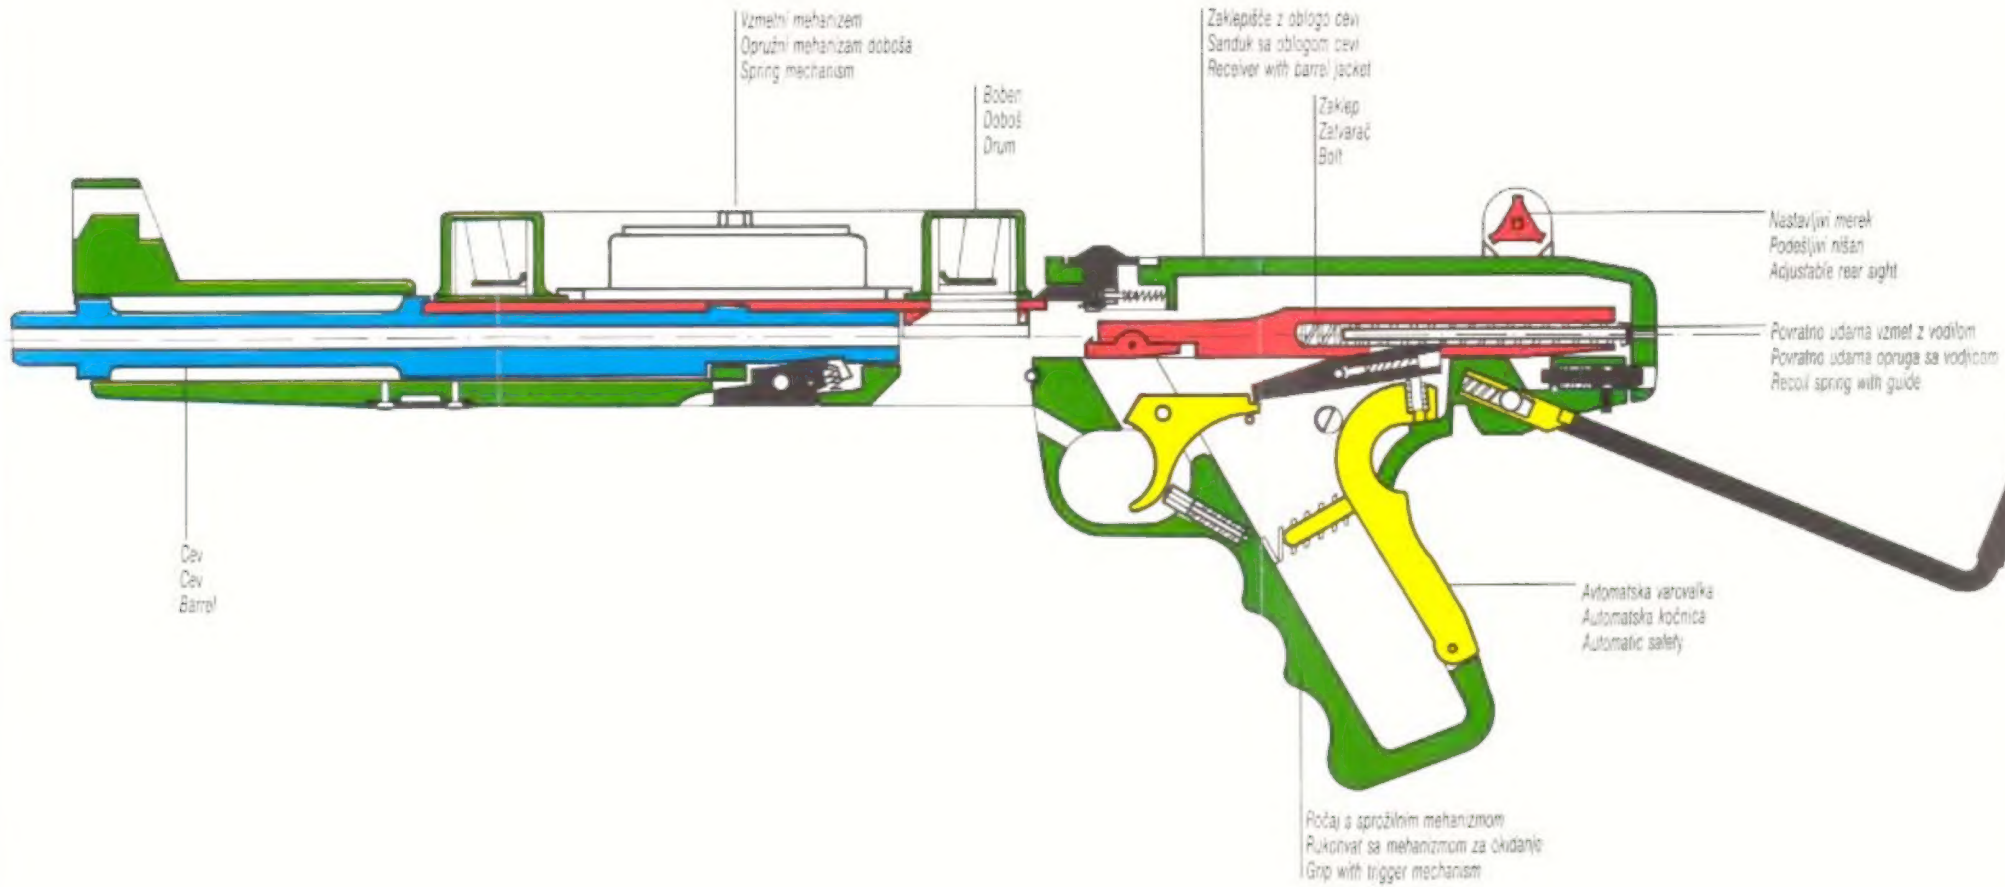 Vzmetni mehanizem
Opružni mehanizam doboša
Spring mechanism
Boben
Doboš
Drum
Zaklepišče z oblogo cevi
Sanduk sa oblogom cevi
Receiver with barrel jacket
Zaklep
Zatvarač
Bolt
Nastavljivi merek
Podešljivi nišan
Adjustable rear sight
Povratno udarna vzmet z vodilom
Povratno udarna opruga sa vodjicom
Recoil spring with guide
Cev
Cev
Barrel
Avtomatska varovalka
Automatska kočnica
Automatic safety
Ročaj s sprožilnim mehanizmom
Rukohvat sa mehanizmom za okidanje
Grip with trigger mechanism